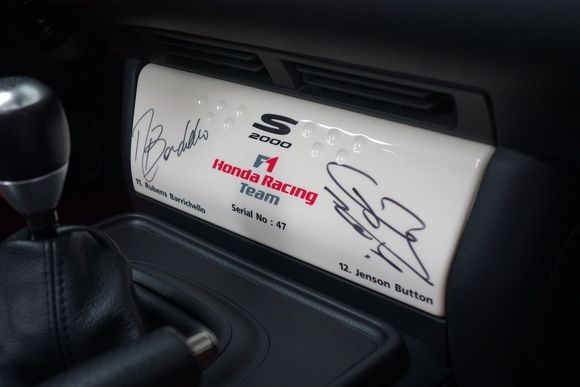 S
2000
F1
Honda Racing
Team
11. Rubens Barrichello
Serial No : 47
12. Jenson Button